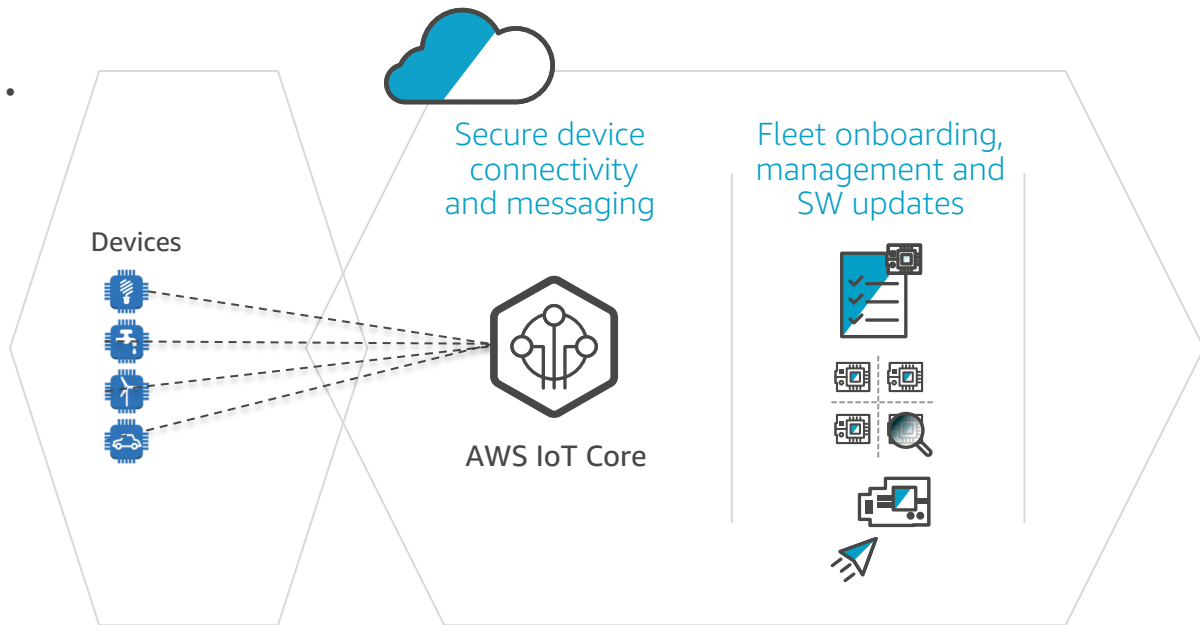 Secure device
connectivity
and messaging
Fleet onboarding,
management and
SW updates
Devices
AWS IoT Core